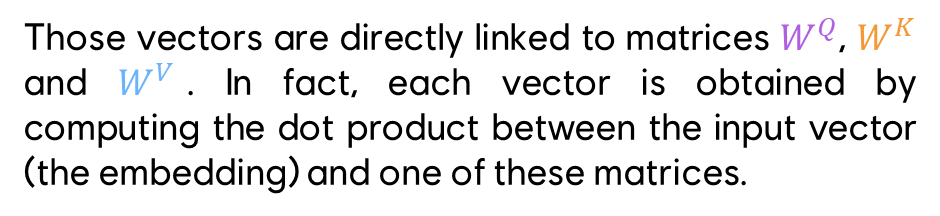 Those vectors are directly linked to matrices W^Q, W^K
and W^V . In fact, each vector is obtained by
computing the dot product between the input vector
(the embedding) and one of these matrices.